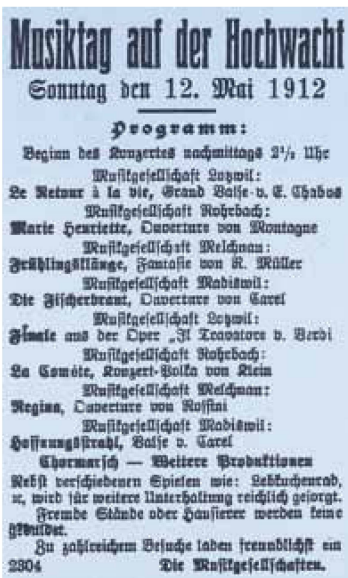 Musiktag auf der Hochwacht
Sonntag den 12. Mai 1912
Programm:
Beginn des Konzertes nachmittags 2½ Uhr
Musikgesellschaft Lotzwil:
Le Retour à la vie, Grand Valse v. E. Chabos
Musikgesellschaft Rohrbach:
Marie Henriette, Ouverture von Montagne
Musikgesellschaft Melchnau:
Frühlingsklänge, Fantasie von R. Müller
Musikgesellschaft Madiswil:
Die Fischerbraut, Ouverture von Carel
Musikgesellschaft Lotzwil:
Finale aus der Oper „Il Travatore v. Verdi
Musikgesellschaft Rohrbach:
La Comète, Konzert-Polka von Klein
Musikgesellschaft Melchnau:
Regina, Ouverture von Rossini
Musikgesellschaft Madiswil:
Hoffnungsstrahl, Valse v. Carel
Chormarsch — Weitere Produktionen
Nebst verschiedenen Spielen wie: Lebkuchenrad,
wird für weitere Unterhaltung reichlich gesorgt.
Fremde Stände oder Hausierer werden keine
geduldet.
Zu zahlreichem Besuche laden freundlichst ein
2304 Die Musikgesellschaften.